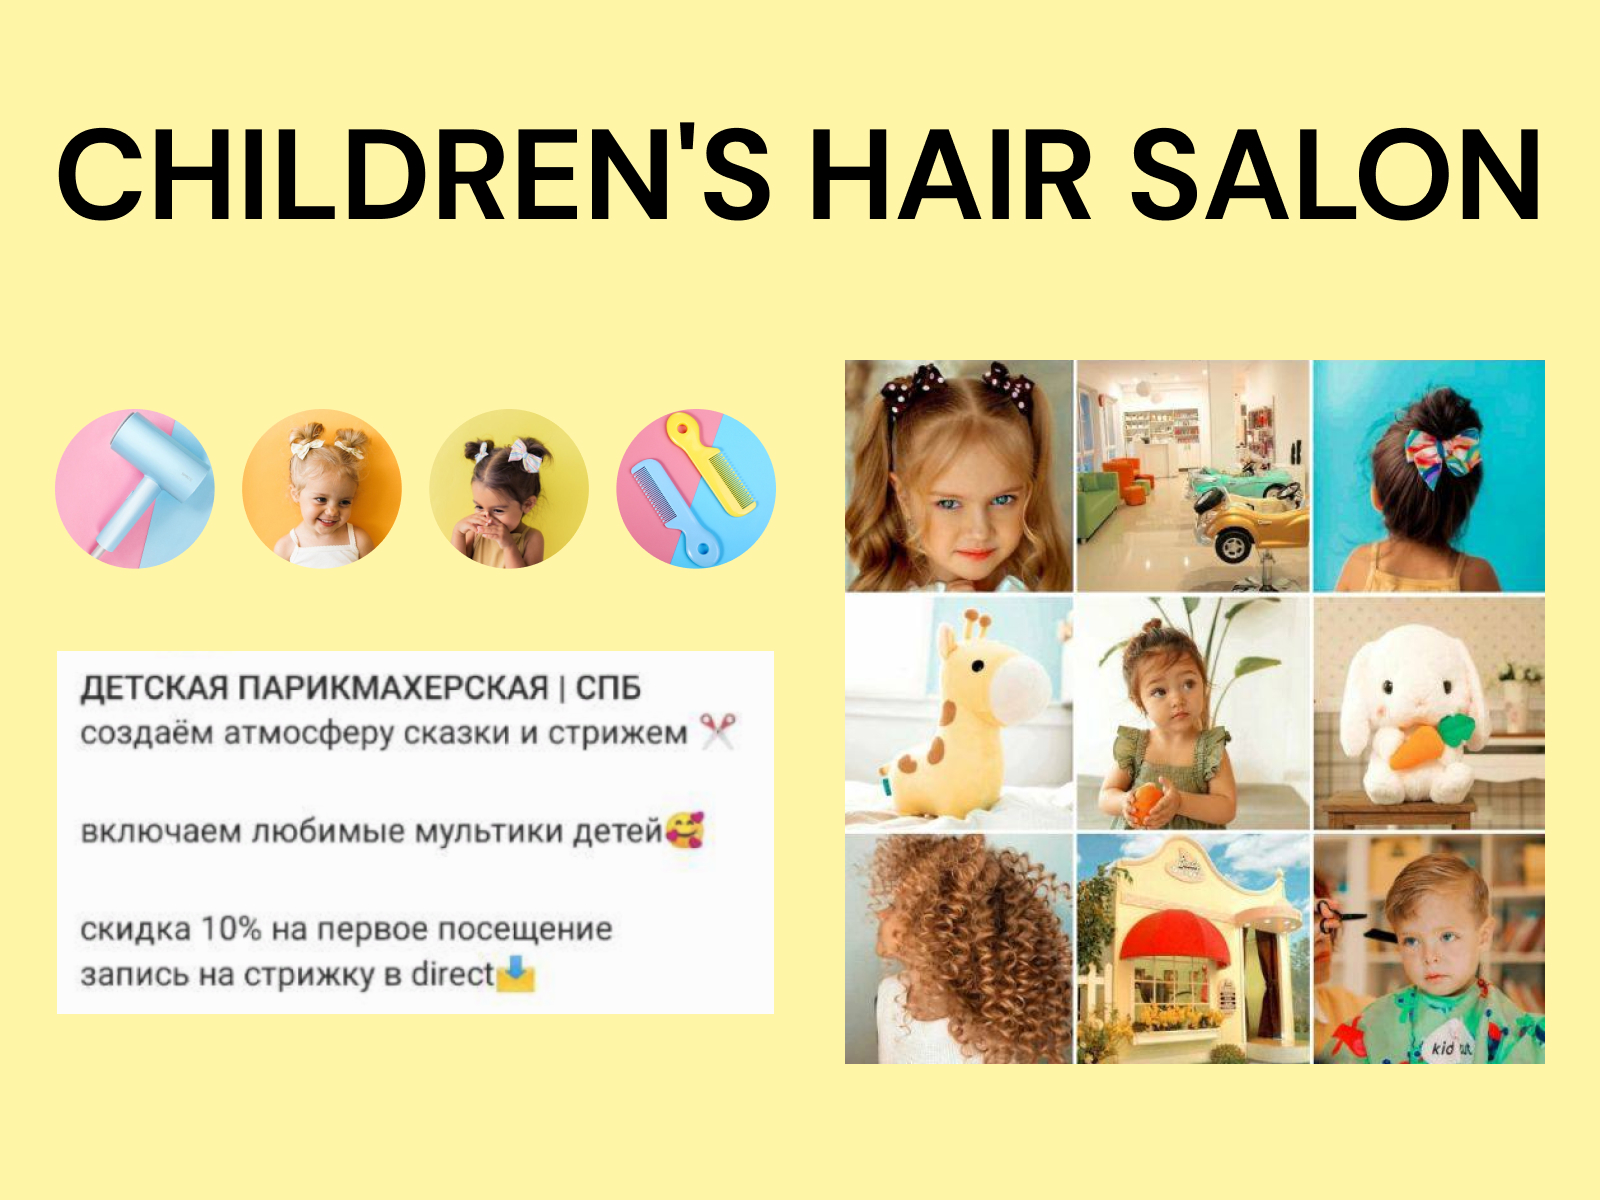 CHILDREN'S HAIR SALON
ДЕТСКАЯ ПАРИКМАХЕРСКАЯ | СПБ
создаём атмосферу сказки и стрижем ✂️
включаем любимые мультики детей🥰
скидка 10% на первое посещение
запись на стрижку в direct📩
kid